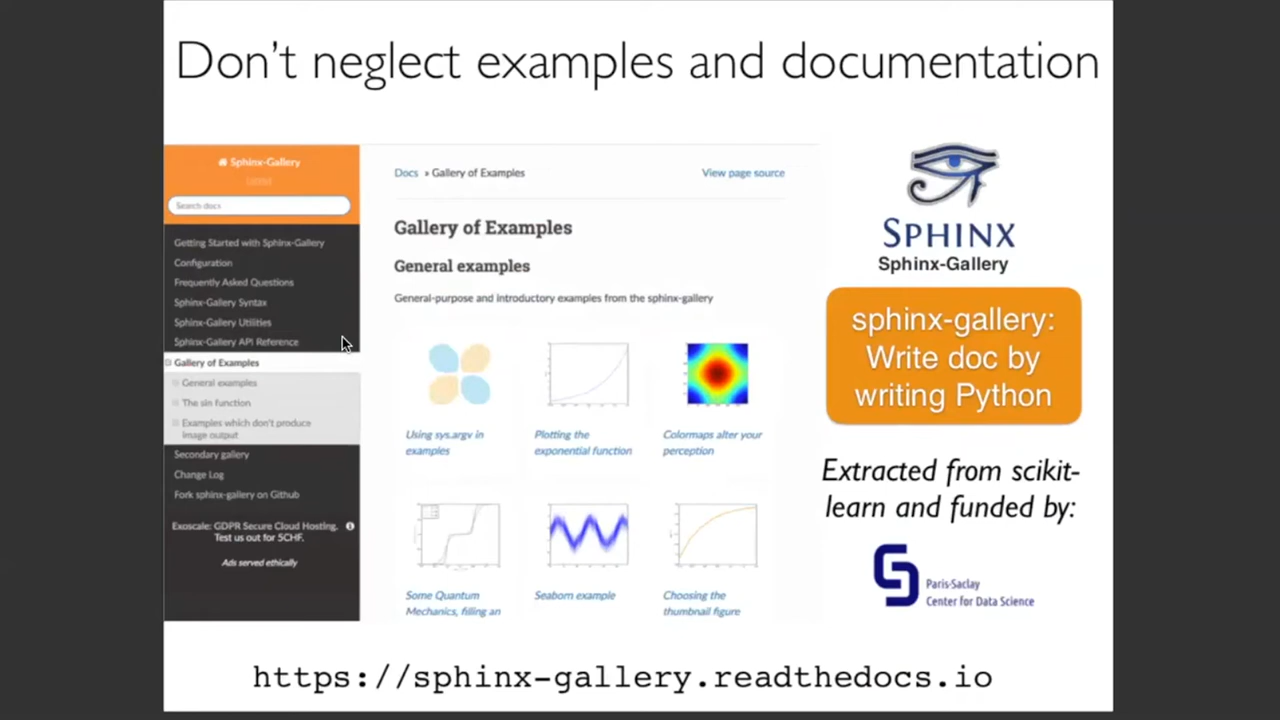 Don't neglect examples and documentation
Sphinx-Gallery
Search docs
Getting Started with Sphinx-Gallery
Configuration
Frequently Asked Questions
Sphinx-Gallery Syntax
Sphinx-Gallery Utilities
Sphinx-Gallery API Reference
Gallery of Examples
General examples
The sin function
Examples which don't produce
image output
Secondary gallery
Change Log
Fork sphinx-gallery on Github
Exoscale: GDPR Secure Cloud Hosting.
Test us out for 5CHF.
Ads served ethically
Docs » Gallery of Examples
View page source
Gallery of Examples
General examples
General-purpose and introductory examples from the sphinx-gallery
Using sys.argv in
examples
Plotting the
exponential function
Colormaps alter your
perception
Some Quantum
Mechanics, filling an
Seaborn example
Choosing the
thumbnail figure
SPHINX
Sphinx-Gallery
sphinx-gallery:
Write doc by
writing Python
Extracted from scikit-
learn and funded by:
Paris-Saclay
Center for Data Science
https://sphinx-gallery.readthedocs.io